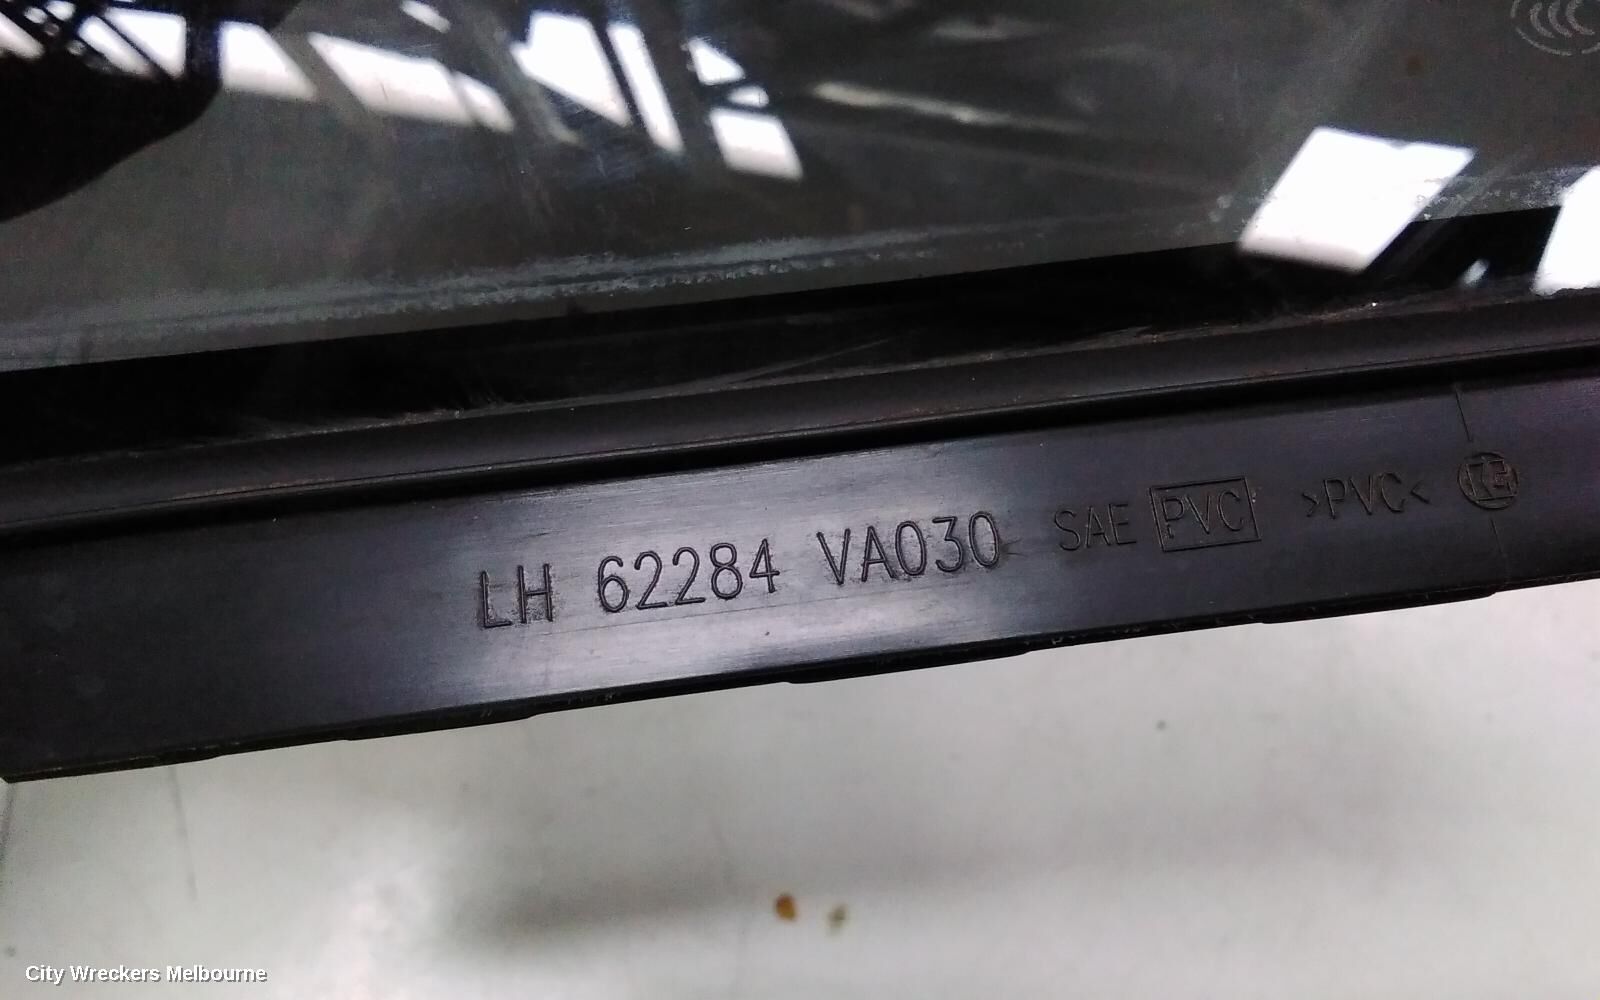 LH 62284 VA030 SAE PVC >PVC<
City Wreckers Melbourne